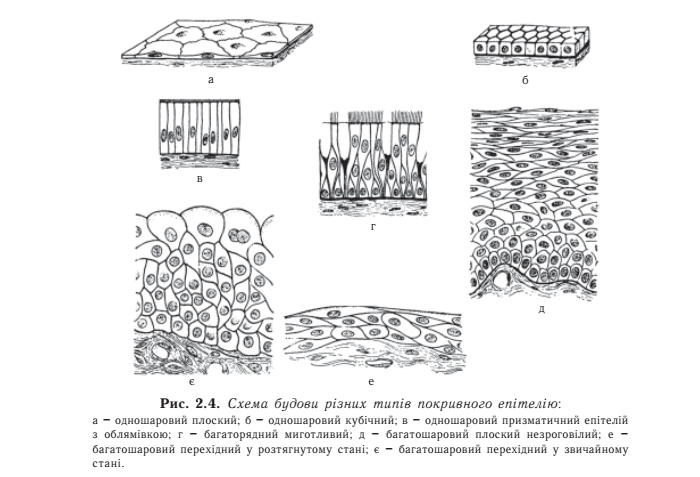 а
б
в
г
д
є
е
Рис. 2.4. Схема будови різних типів покривного епітелію:
а – одношаровий плоский; б – одношаровий кубічний; в – одношаровий призматичний епітелій
з облямівкою; г – багаторядний миготливий; д – багатошаровий плоский незроговілий; е –
багатошаровий перехідний у розтягнутому стані; є – багатошаровий перехідний у звичайному
стані.